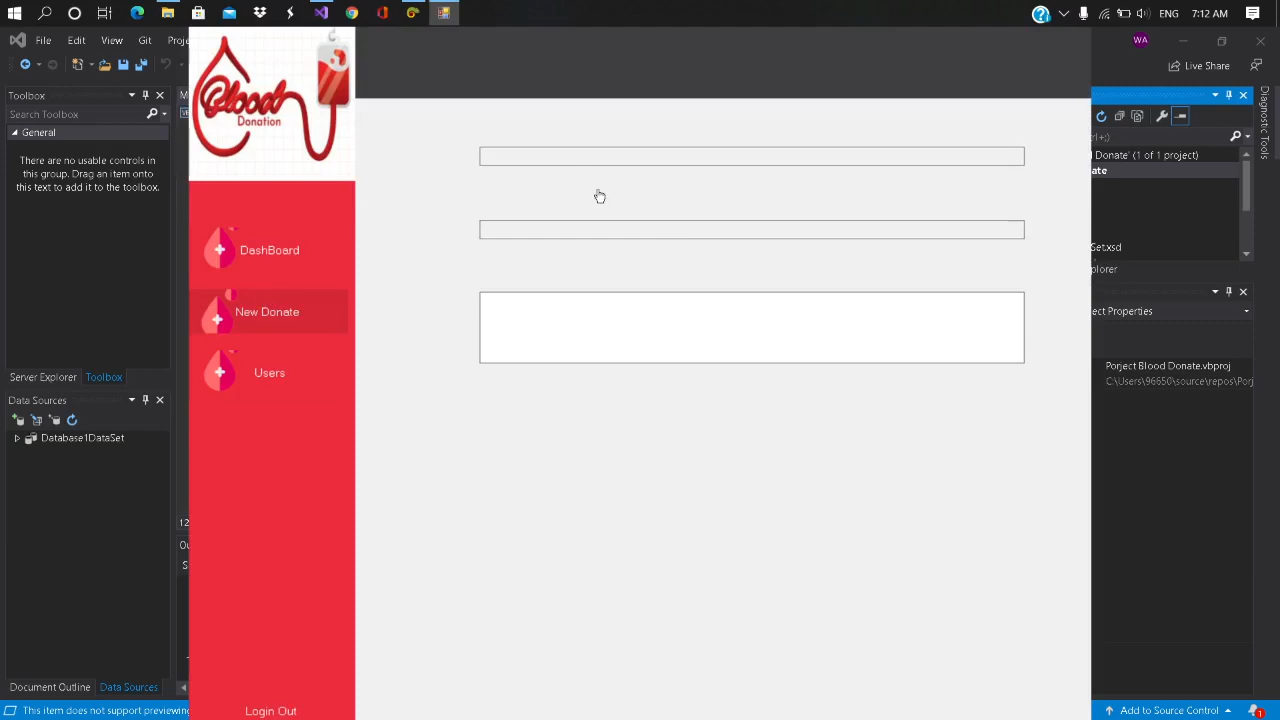 ENG
7:12 AM
File
Edit
View
Git
WA
Live Share
Toolbox
Search Toolbox
General
There are no usable controls in
this group. Drag an item onto
this text to add it to the toolbox.
Server Explorer
Toolbox
Data Sources
Database1DataSet
Document Outline
Data Sources
This item does not support previewing
Blood
Donation
DashBoard
New Donate
Users
Login Out
Diagnostic Tools
Donate' (1 of 1 project)
ate
Set.xsd
plorer
ect Properties
Porject Blood Donate.vbproj
C:\Users\96650\source\repos\Porj
Add to Source Control
1